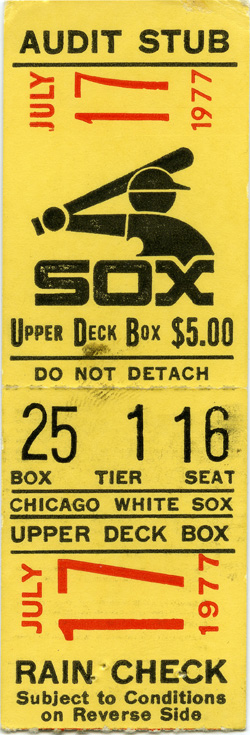 AUDIT STUB
JULY 17 1977
SOX
UPPER DECK BOX $5.00
DO NOT DETACH
25 1 16
BOX TIER SEAT
CHICAGO WHITE SOX
UPPER DECK BOX
JULY 17 1977
RAIN CHECK
Subject to Conditions
on Reverse Side